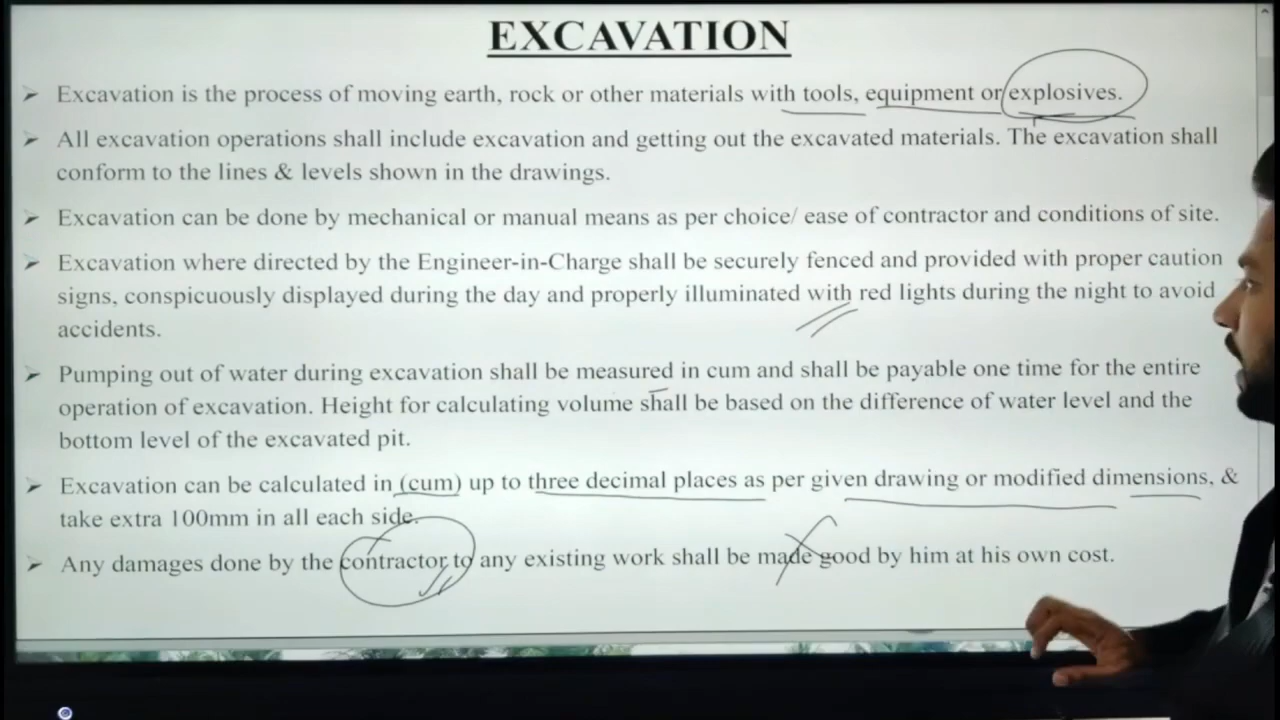 EXCAVATION
➢ Excavation is the process of moving earth, rock or other materials with tools, equipment or explosives.
➢ All excavation operations shall include excavation and getting out the excavated materials. The excavation shall
conform to the lines & levels shown in the drawings.
➢ Excavation can be done by mechanical or manual means as per choice/ ease of contractor and conditions of site.
➢ Excavation where directed by the Engineer-in-Charge shall be securely fenced and provided with proper caution
signs, conspicuously displayed during the day and properly illuminated with red lights during the night to avoid
accidents.
➢ Pumping out of water during excavation shall be measured in cum and shall be payable one time for the entire
operation of excavation. Height for calculating volume shall be based on the difference of water level and the
bottom level of the excavated pit.
➢ Excavation can be calculated in (cum) up to three decimal places as per given drawing or modified dimensions, &
take extra 100mm in all each side.
➢ Any damages done by the contractor to any existing work shall be made good by him at his own cost.